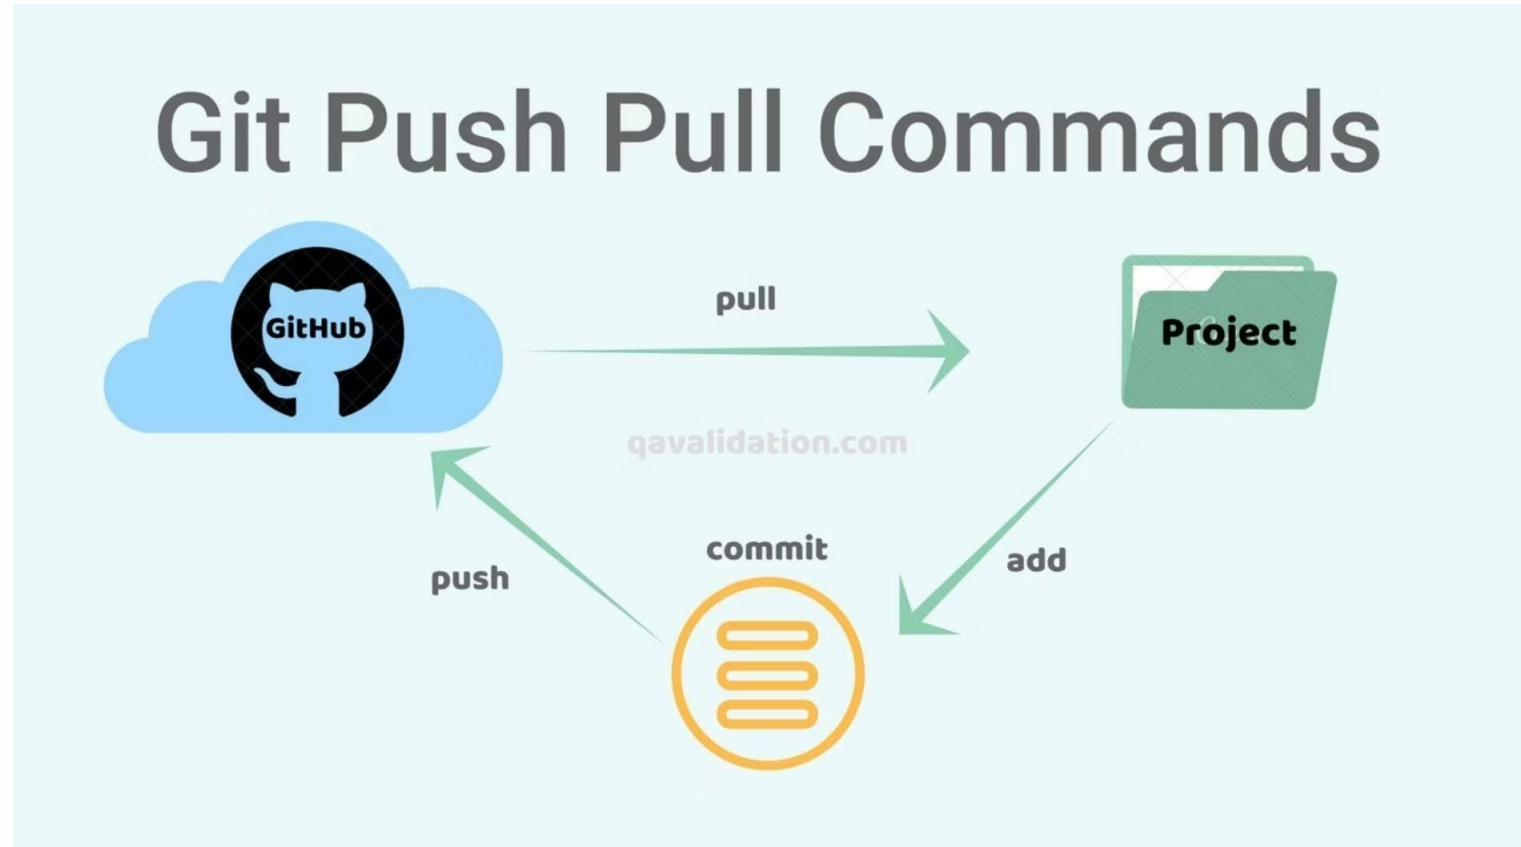 Git Push Pull Commands
GitHub
pull
Project
qavalidation.com
push
commit
add